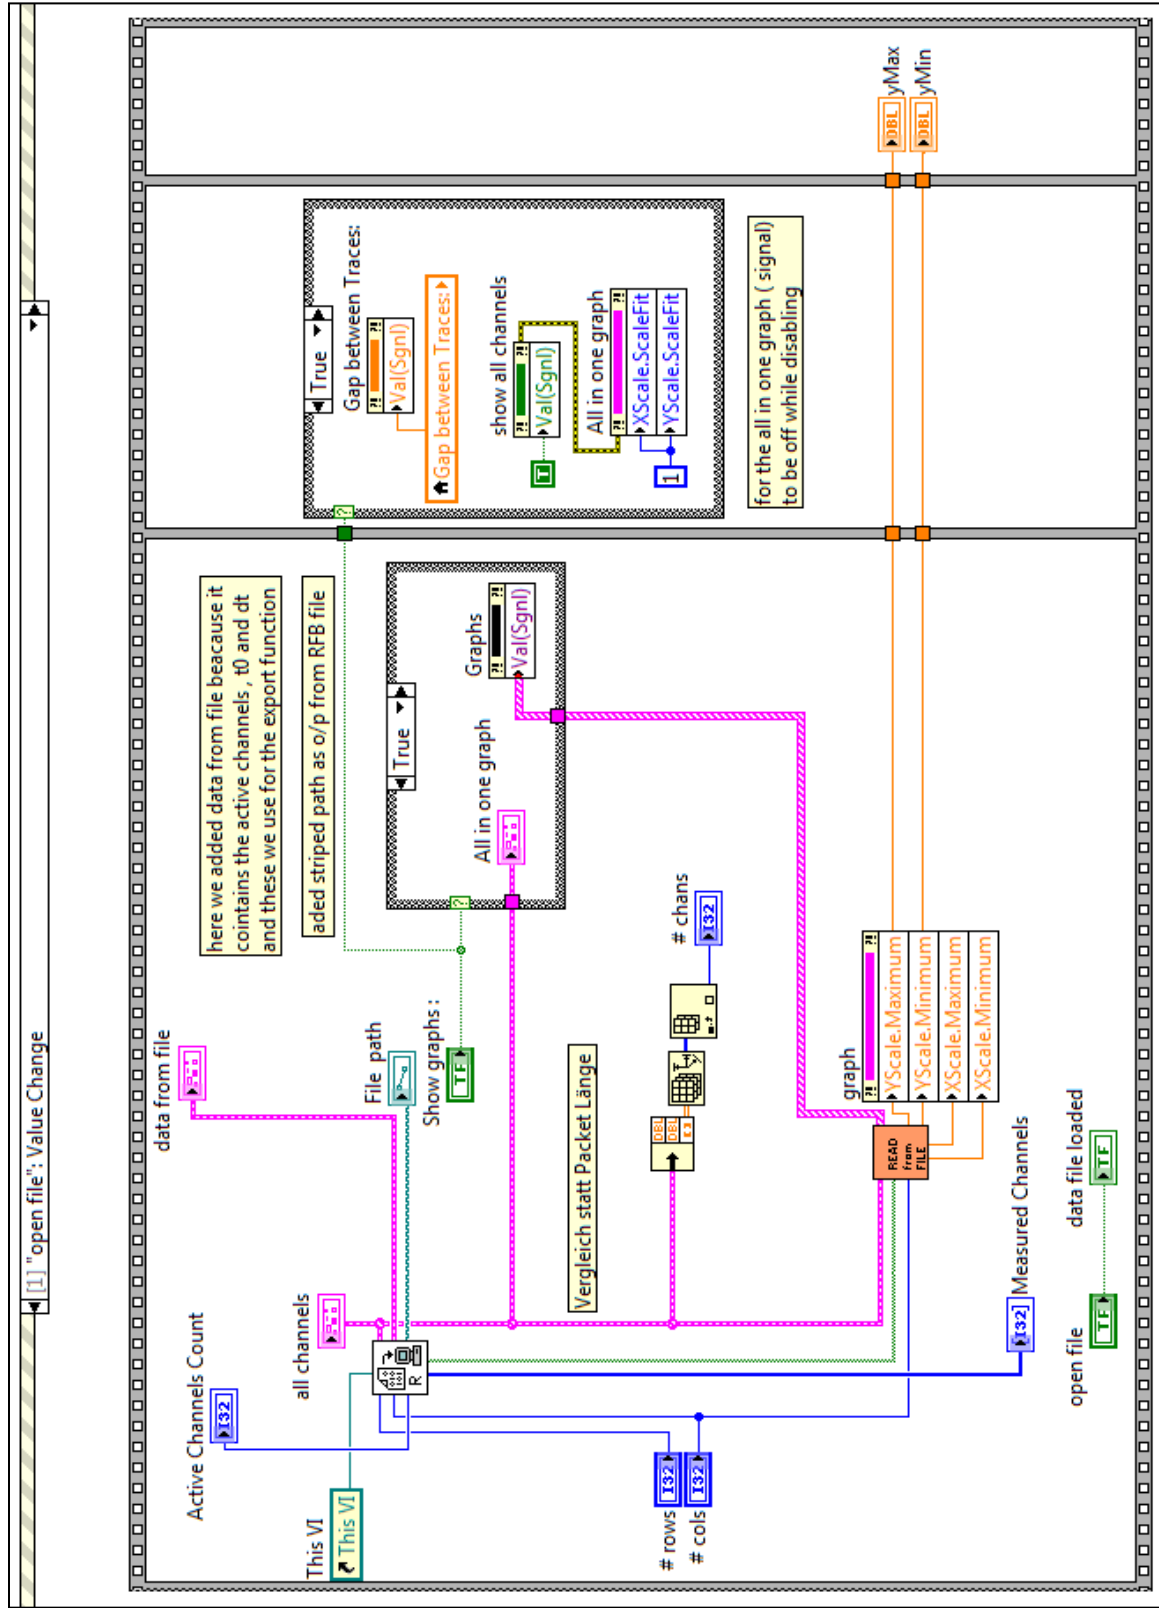 [1] "open file": Value Change
This VI
This VI
Active Channels Count
I32
all channels
data from file
R
File path
Show graphs :
TF
here we added data from file beacause it
cointains the active channels , t0 and dt
and these we use for the export function
aded striped path as o/p from RFB file
True
All in one graph
Graphs
Val(SgnI)
Vergleich statt Packet Länge
DBL
DBL
# chans
I32
# rows
I32
# cols
I32
READ
from
FILE
graph
YScale.Maximum
YScale.Minimum
XScale.Maximum
XScale.Minimum
I32
Measured Channels
open file
TF
data file loaded
TF
True
Gap between Traces:
Val(SgnI)
Gap between Traces:
show all channels
T
Val(SgnI)
All in one graph
XScale.ScaleFit
YScale.ScaleFit
1
for the all in one graph ( signal)
to be off while disabling
DBL
yMax
DBL
yMin